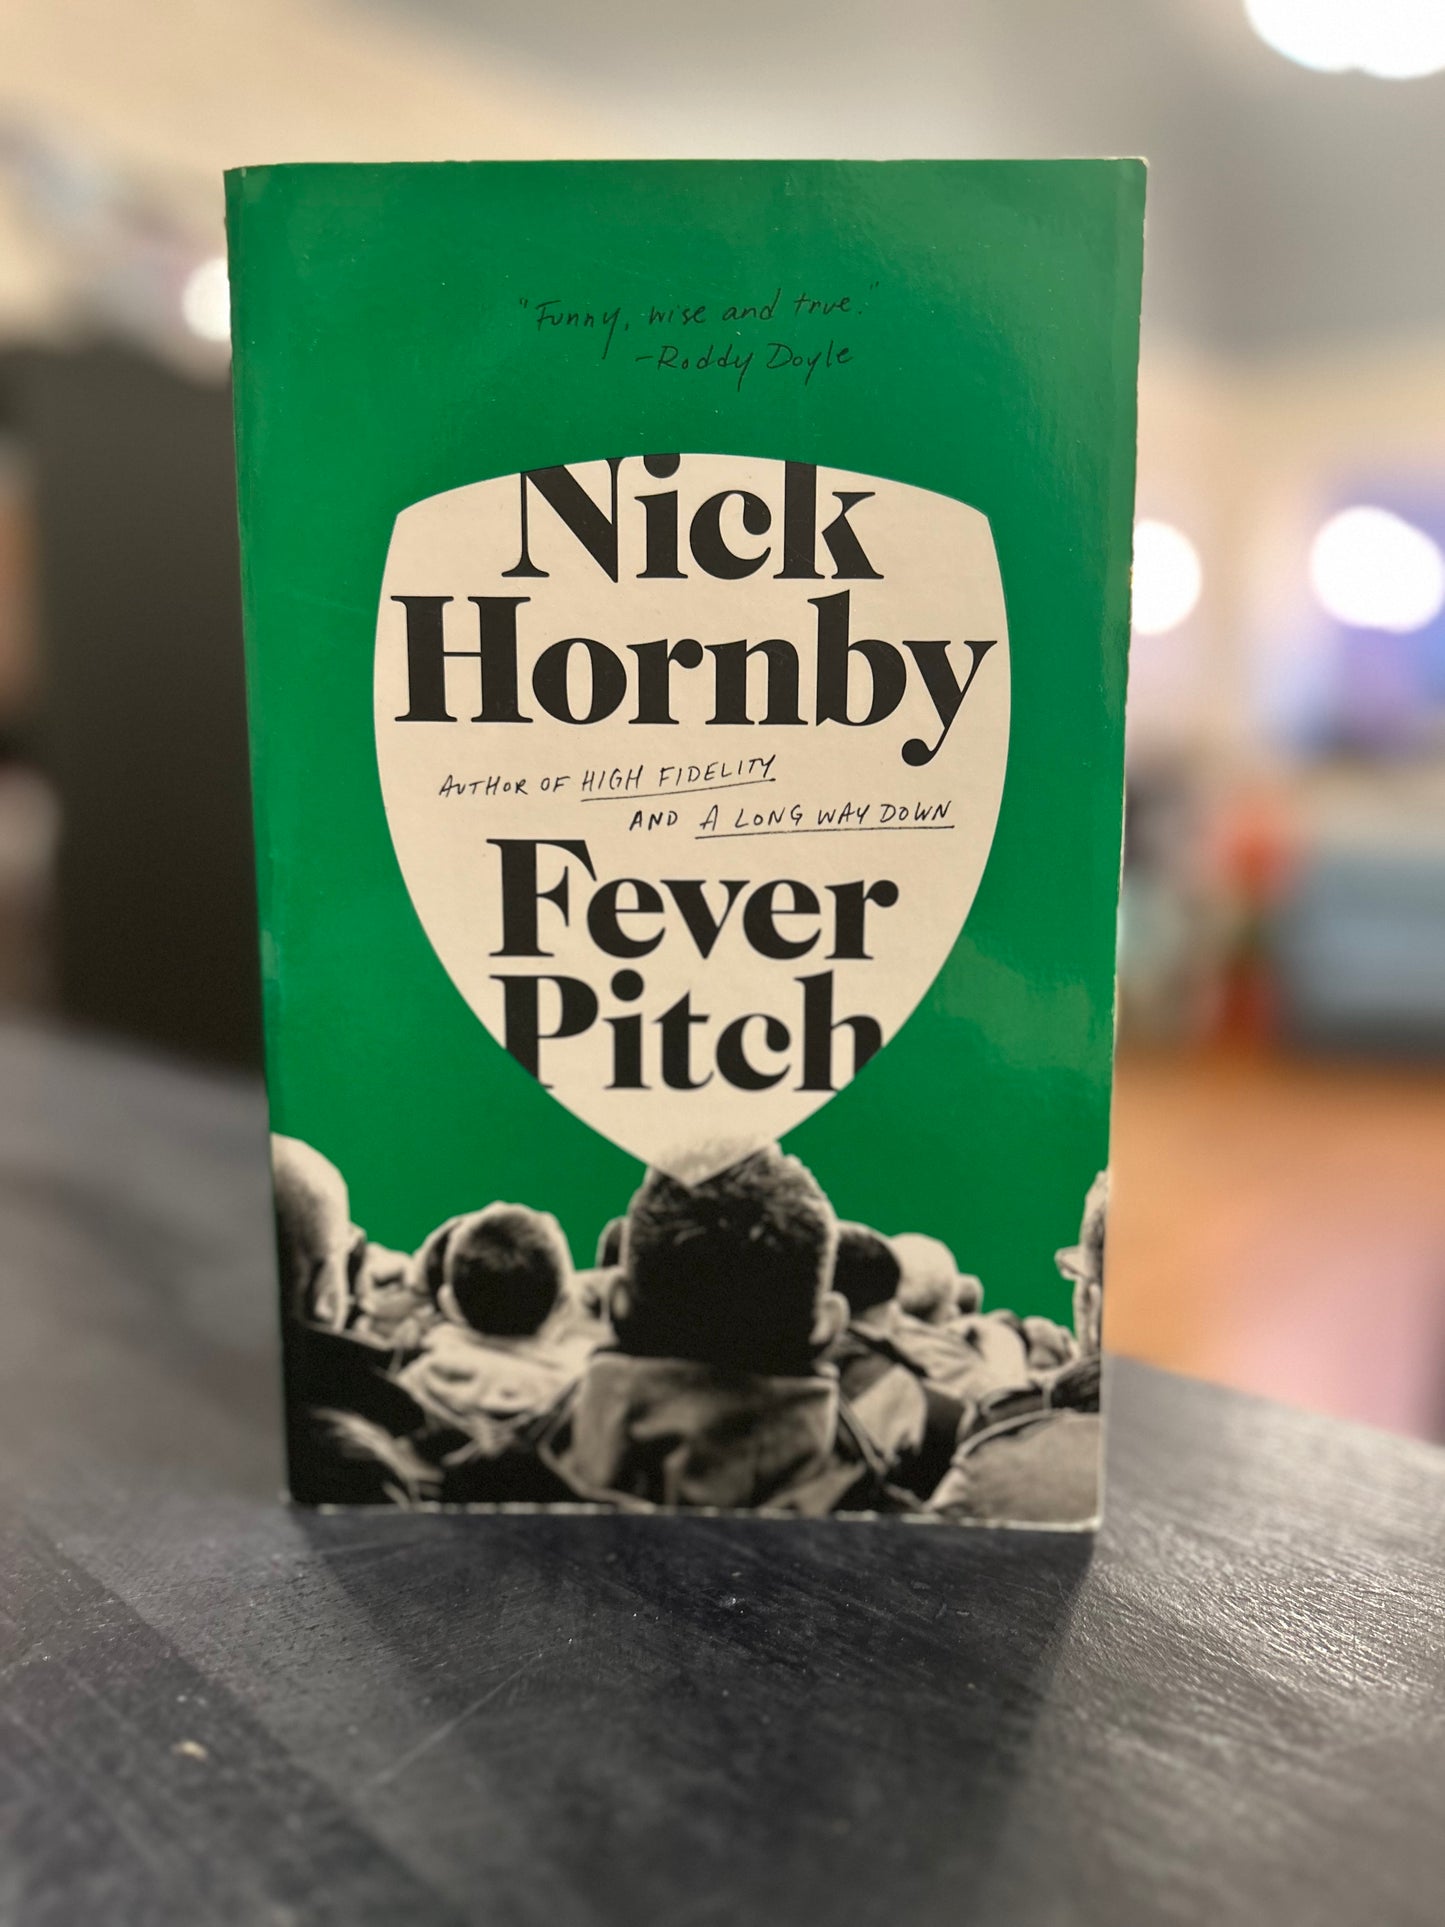 "Funny, wise and true."
-Roddy Doyle
Nick
Hornby
AUTHOR OF HIGH FIDELITY
AND A LONG WAY DOWN
Fever
Pitch